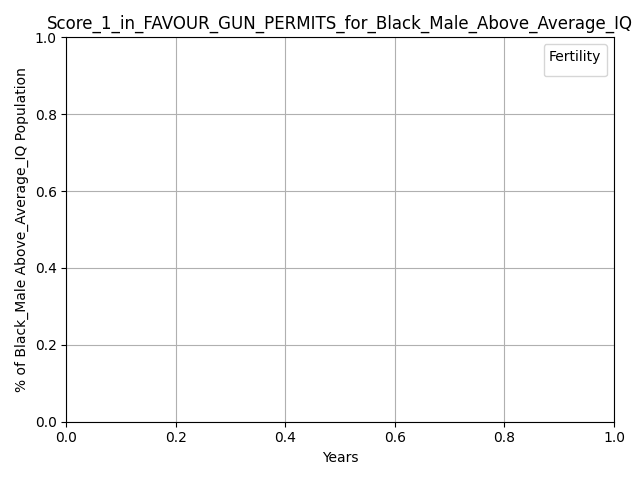 Score_1_in_FAVOUR_GUN_PERMITS_for_Black_Male_Above_Average_IQ
Fertility
% of Black_Male Above_Average_IQ Population
1.0
0.8
0.6
0.4
0.2
0.0
0.0 0.2 0.4 0.6 0.8 1.0
Years